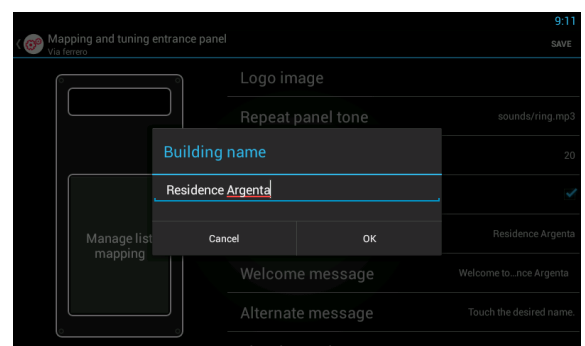 9:11
Mapping and tuning entrance panel
Via ferrero
SAVE
Logo image
Repeat panel tone
sounds/ring.mp3
Building name
20
Residence Argenta
Manage list
mapping
Cancel
OK
Residence Argenta
Welcome message
Welcome to...nce Argenta
Alternate message
Touch the desired name.